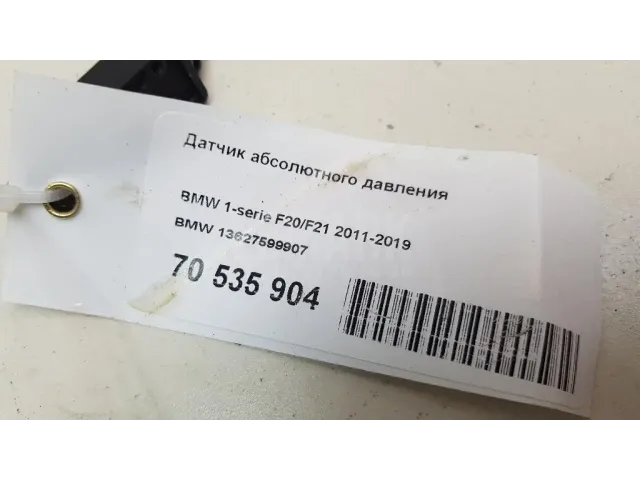 Датчик абсолютного давления
BMW 1-serie F20/F21 2011-2019
BMW 13627599907
70 535 904